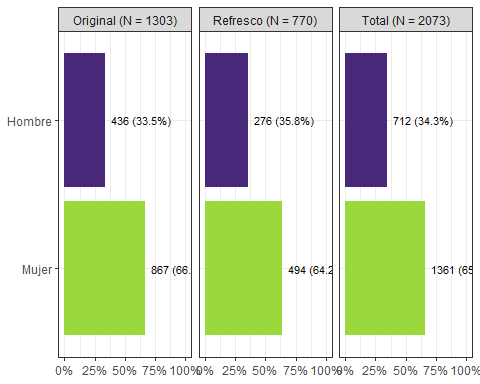 Original (N = 1303) Refresco (N = 770) Total (N = 2073)
Hombre 436 (33.5%) 276 (35.8%) 712 (34.3%)
Mujer 867 (66. 494 (64.2 1361 (65
0% 25% 50% 75% 100% 0% 25% 50% 75% 100% 0% 25% 50% 75% 100%